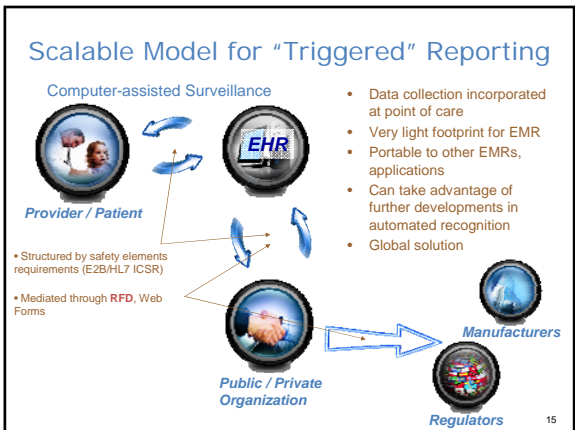 Scalable Model for "Triggered" Reporting
Computer-assisted Surveillance
EHR
Provider / Patient
• Structured by safety elements
requirements (E2B/HL7 ICSR)
• Mediated through RFD, Web
Forms
Public / Private
Organization
• Data collection incorporated
at point of care
• Very light footprint for EMR
• Portable to other EMRs,
applications
• Can take advantage of
further developments in
automated recognition
• Global solution
Manufacturers
Regulators
15